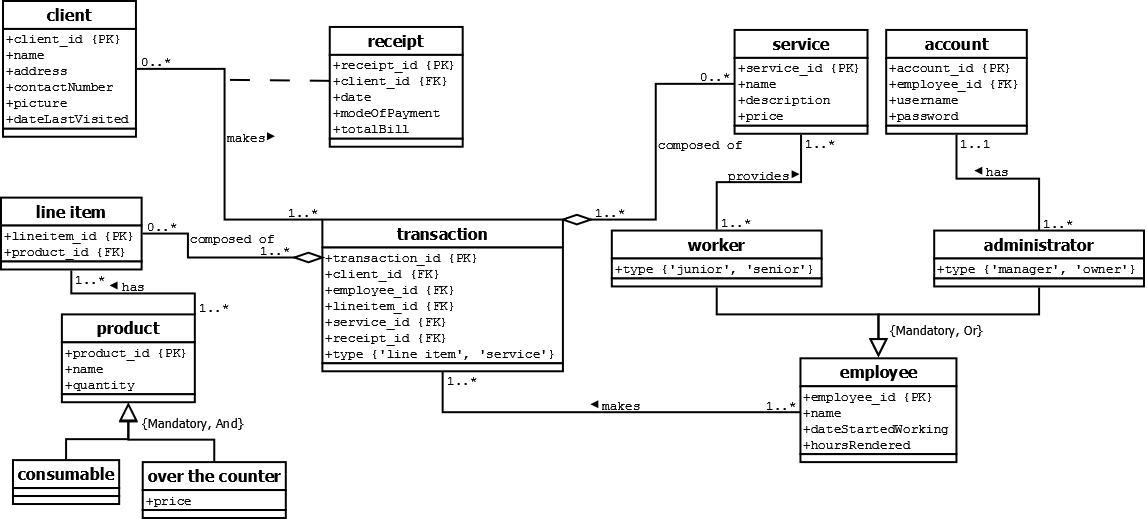 client
+client_id {PK}
+name
+address
+contactNumber
+picture
+dateLastVisited
0..*
makes
receipt
+receipt_id {PK}
+client_id {FK}
+date
+modeOfPayment
+totalBill
service
+service_id {PK}
+name
+description
+price
0..*
composed of
1..*
provides
1..*
account
+account_id {PK}
+employee_id {FK}
+username
+password
1..1
has
1..*
line item
+lineitem_id {PK}
+product_id {FK}
0..*
composed of
1..*
1..*
has
1..*
1..*
transaction
+transaction_id {PK}
+client_id {FK}
+employee_id {FK}
+lineitem_id {FK}
+service_id {FK}
+receipt_id {FK}
+type {'line item', 'service'}
1..*
1..*
makes
1..*
worker
+type {'junior', 'senior'}
administrator
+type {'manager', 'owner'}
{Mandatory, Or}
product
+product_id {PK}
+name
+quantity
{Mandatory, And}
consumable
over the counter
+price
employee
+employee_id {PK}
+name
+dateStartedWorking
+hoursRendered